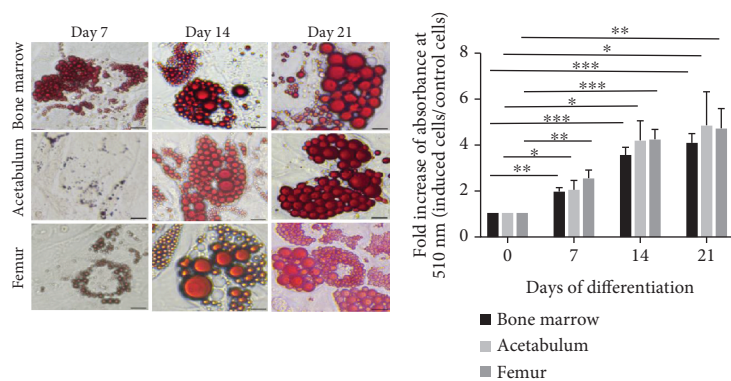 Day 7
Day 14
Day 21
Bone marrow
Acetabulum
Femur
Fold increase of absorbance at
510 nm (induced cells/control cells)
8
6
4
2
0
**
*
***
***
*
***
**
*
**
0
7
14
21
Days of differentiation
Bone marrow
Acetabulum
Femur